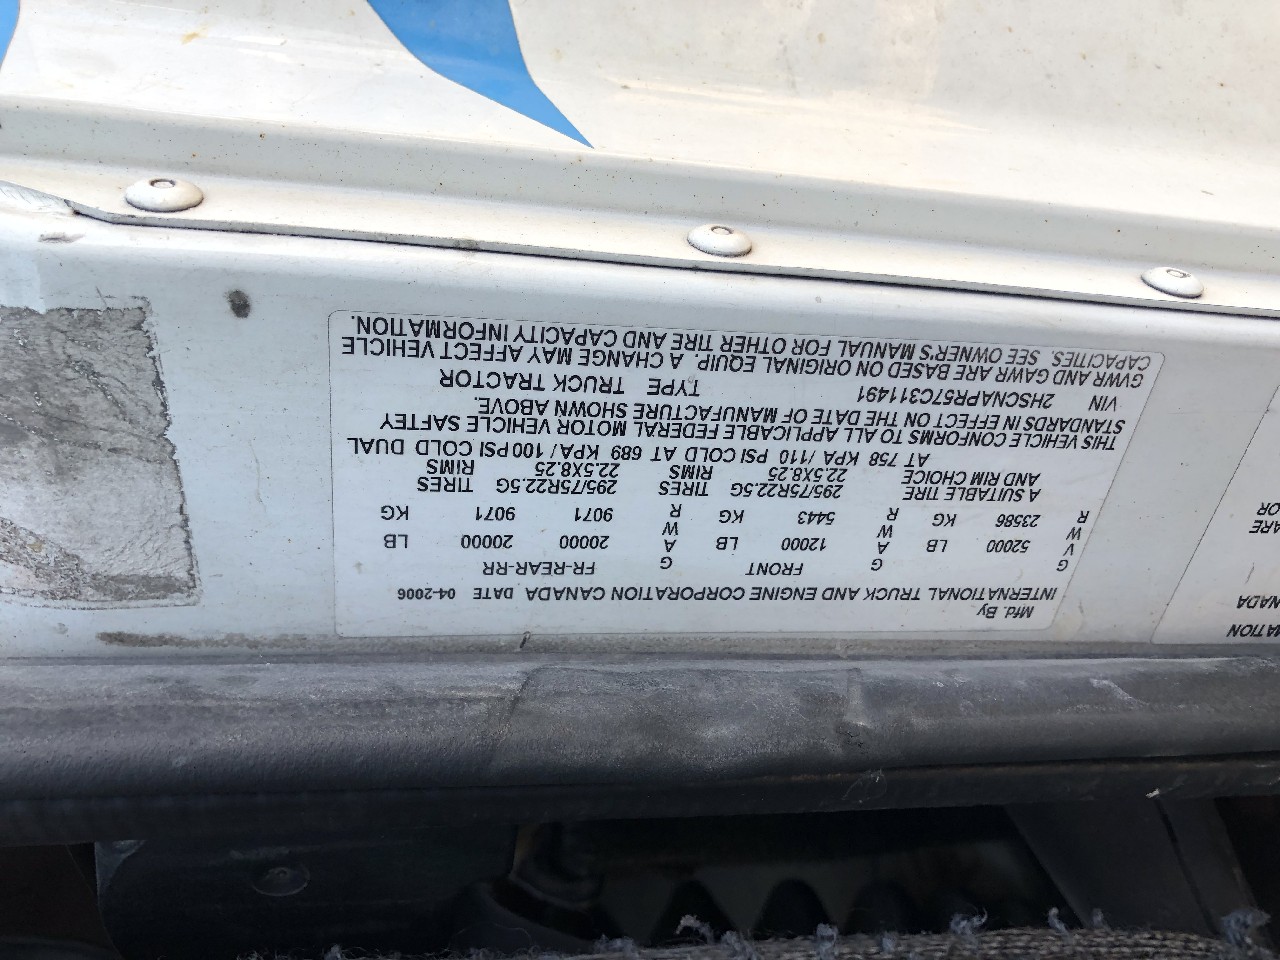 Mfd. By
INTERNATIONAL TRUCK AND ENGINE CORPORATION CANADA DATE 04-2006
G FRONT G FR-REAR-RR
V 52000 LB A 12000 LB A 20000 20000 LB
W W W
R 23586 KG R 5443 KG R 9071 9071 KG
A SUITABLE TIRE 295/75R22.5G TIRES 295/75R22.5G TIRES
AND RIM CHOICE 22.5X8.25 RIMS 22.5X8.25 RIMS
AT 758 KPA /110 PSI COLD AT 689 KPA / 100 PSI COLD DUAL
THIS VEHICLE CONFORMS TO ALL APPLICABLE FEDERAL MOTOR VEHICLE SAFTEY
STANDARDS IN EFFECT ON THE DATE OF MANUFACTURE SHOWN ABOVE.
VIN 2HSCNAPR57C311491 TYPE TRUCK TRACTOR
GVWR AND GAWR ARE BASED ON ORIGINAL EQUIP. A CHANGE MAY AFFECT VEHICLE
CAPACITIES. SEE OWNER'S MANUAL FOR OTHER TIRE AND CAPACITY INFORMATION.